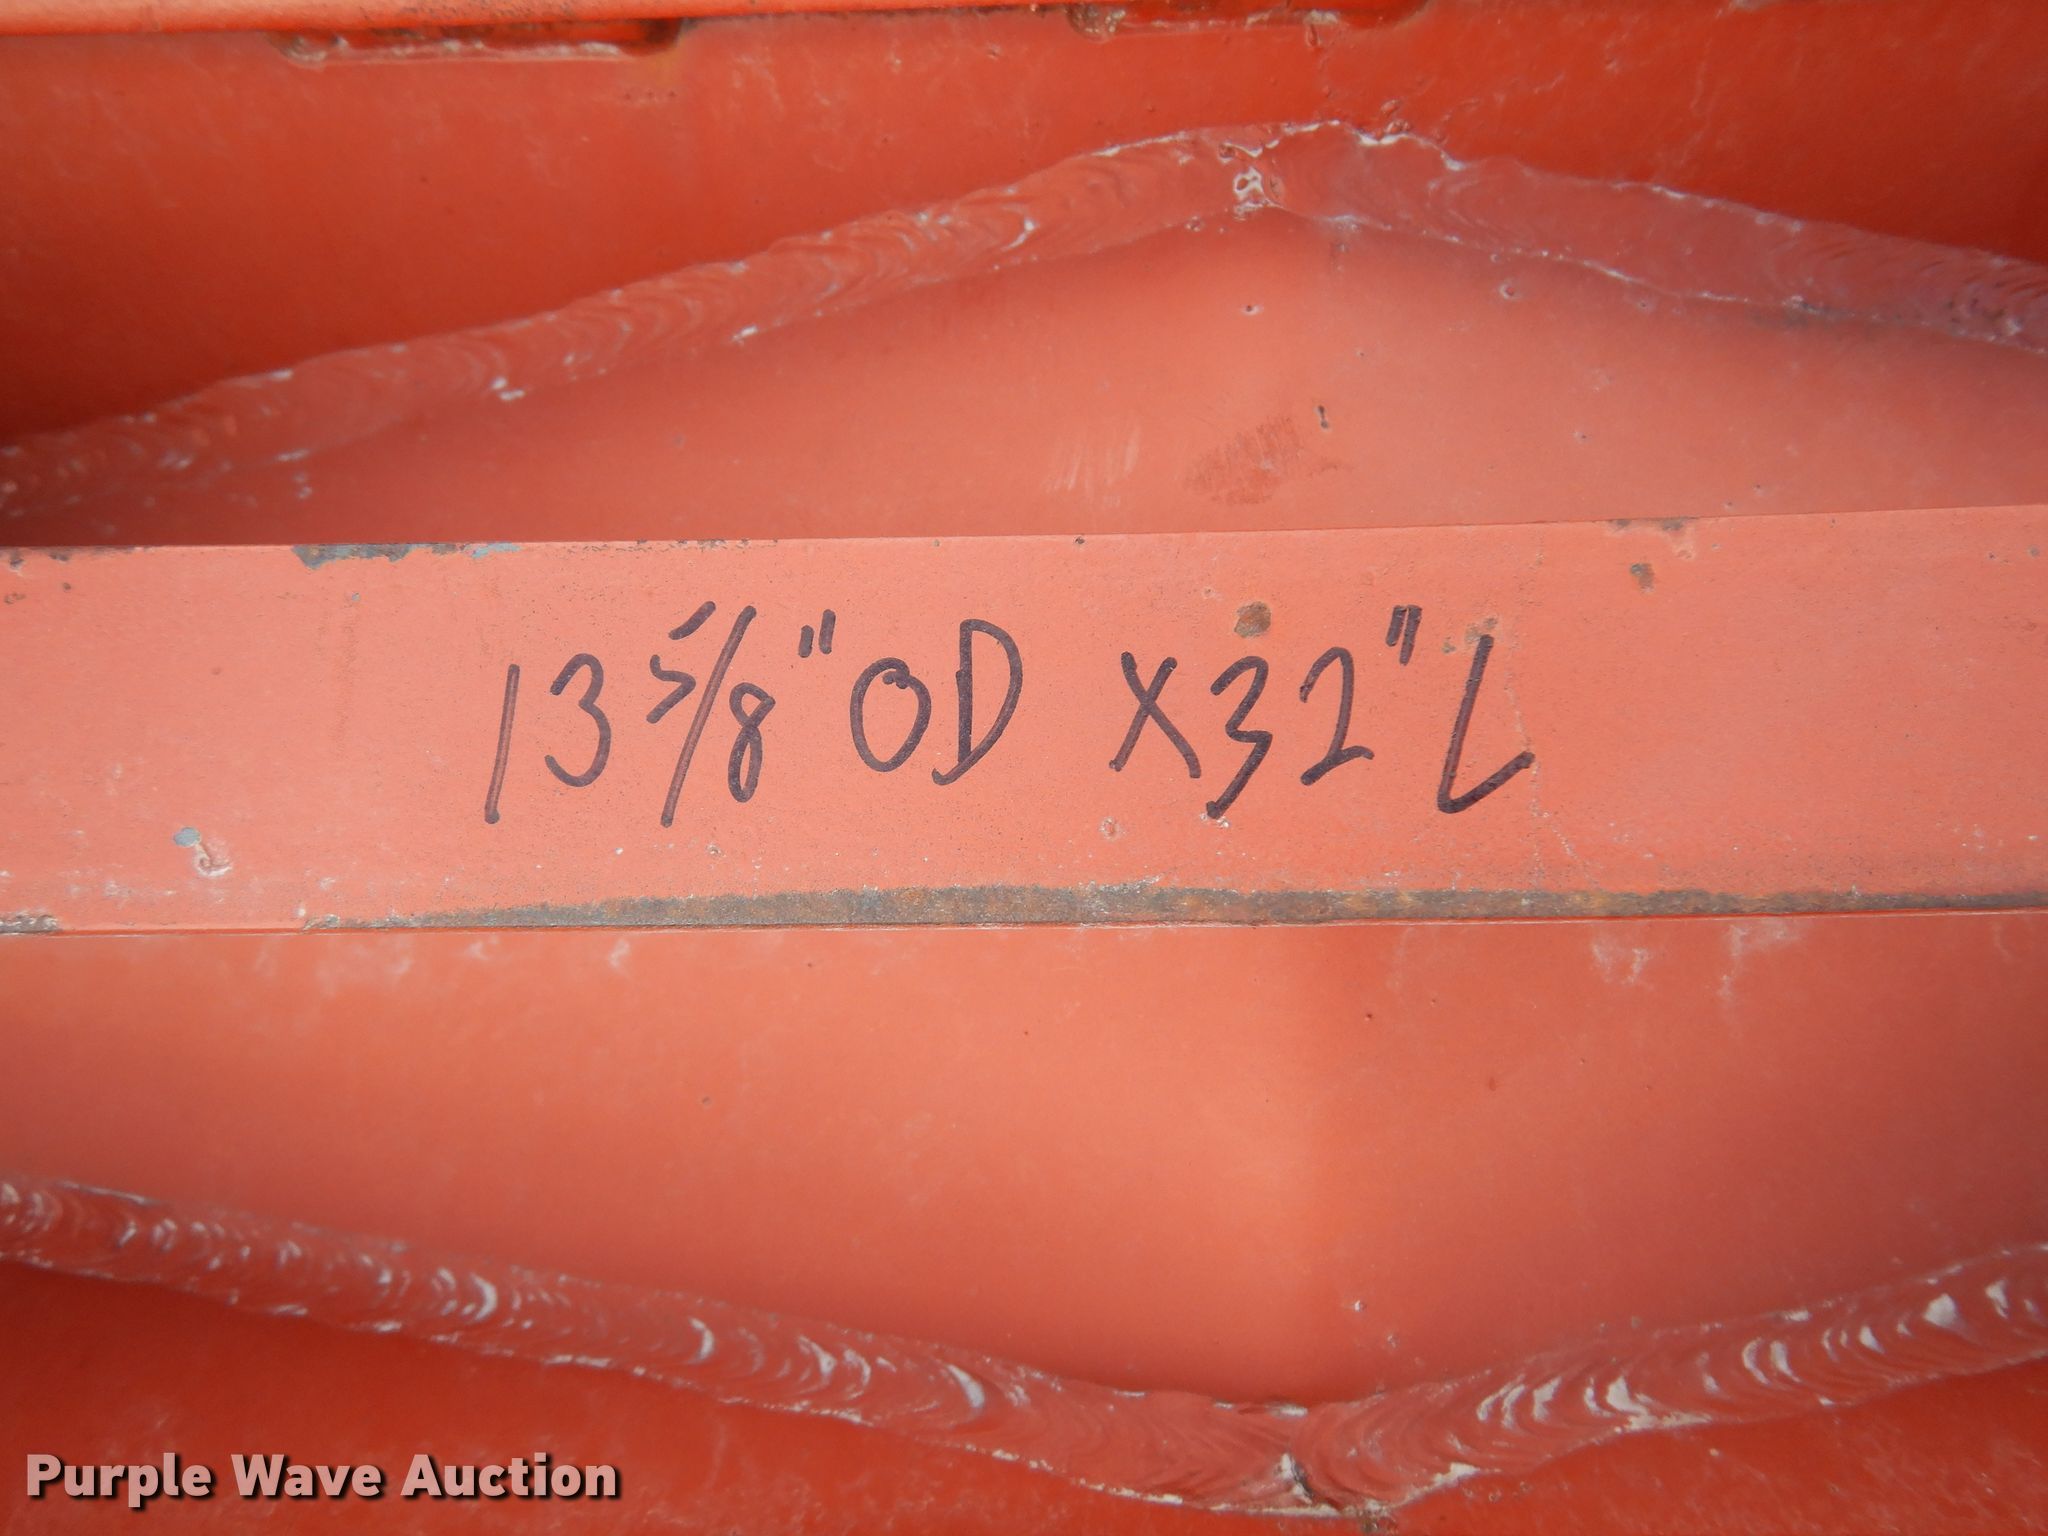 13 5/8" OD X32" L
Purple Wave Auction